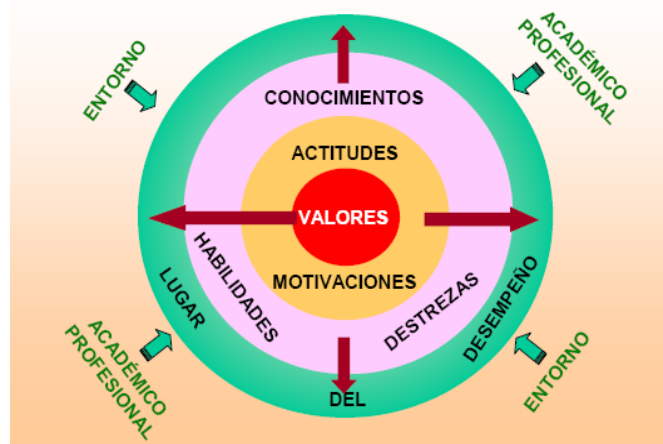 ENTORNO
ACADÉMICO
PROFESIONAL
CONOCIMIENTOS
ACTITUDES
VALORES
MOTIVACIONES
HABILIDADES
DESTREZAS
LUGAR
DEL
DESEMPEÑO
ACADÉMICO
PROFESIONAL
ENTORNO